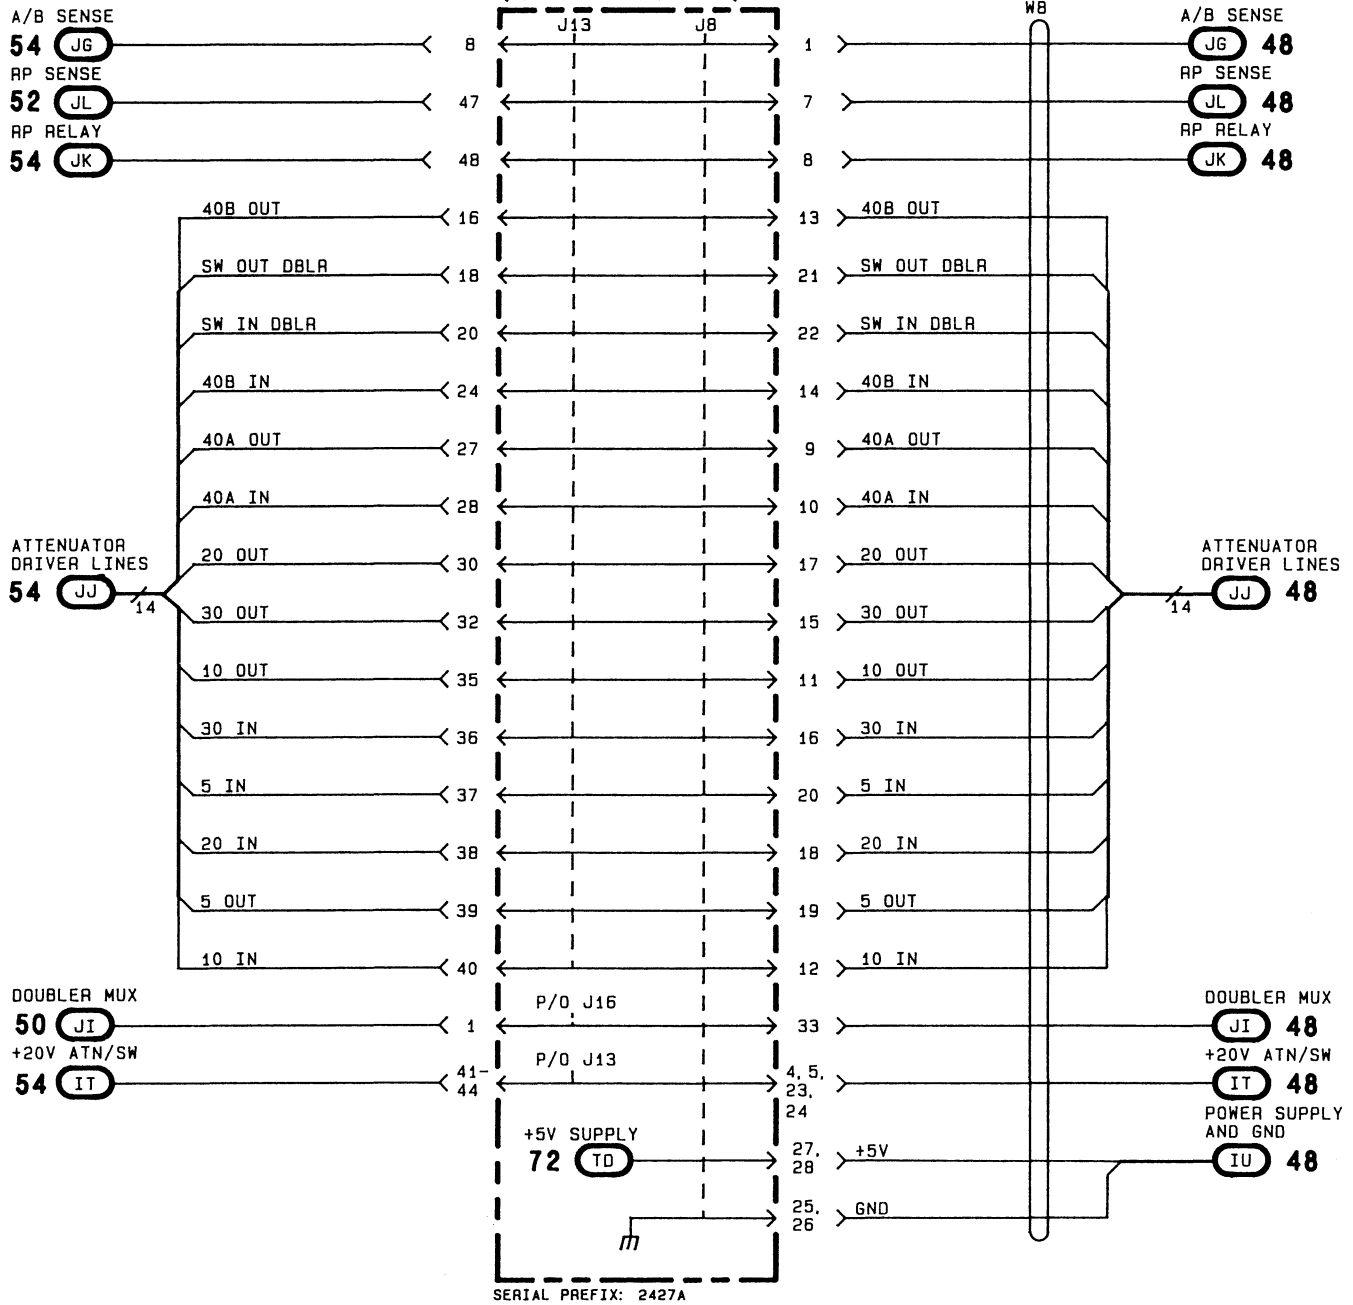 W8
A/B SENSE J13 J8 A/B SENSE
54 JG 8 1 JG 48
RP SENSE RP SENSE
52 JL 47 7 JL 48
RP RELAY RP RELAY
54 JK 48 8 JK 48
40B OUT 16 13 40B OUT
SW OUT DBLR 18 21 SW OUT DBLR
SW IN DBLR 20 22 SW IN DBLR
40B IN 24 14 40B IN
40A OUT 27 9 40A OUT
40A IN 28 10 40A IN
ATTENUATOR ATTENUATOR
DRIVER LINES 20 OUT 30 17 20 OUT DRIVER LINES
54 JJ 14 14 JJ 48
30 OUT 32 15 30 OUT
10 OUT 35 11 10 OUT
30 IN 36 16 30 IN
5 IN 37 20 5 IN
20 IN 38 18 20 IN
5 OUT 39 19 5 OUT
10 IN 40 12 10 IN
DOUBLER MUX P/O J16 DOUBLER MUX
50 JI 1 33 JI 48
+20V ATN/SW P/O J13 +20V ATN/SW
54 IT 41- 4,5, IT 48
44 23,
24
POWER SUPPLY
+5V SUPPLY AND GND
72 TD 27, +5V IU 48
28
25, GND
26
SERIAL PREFIX: 2427A